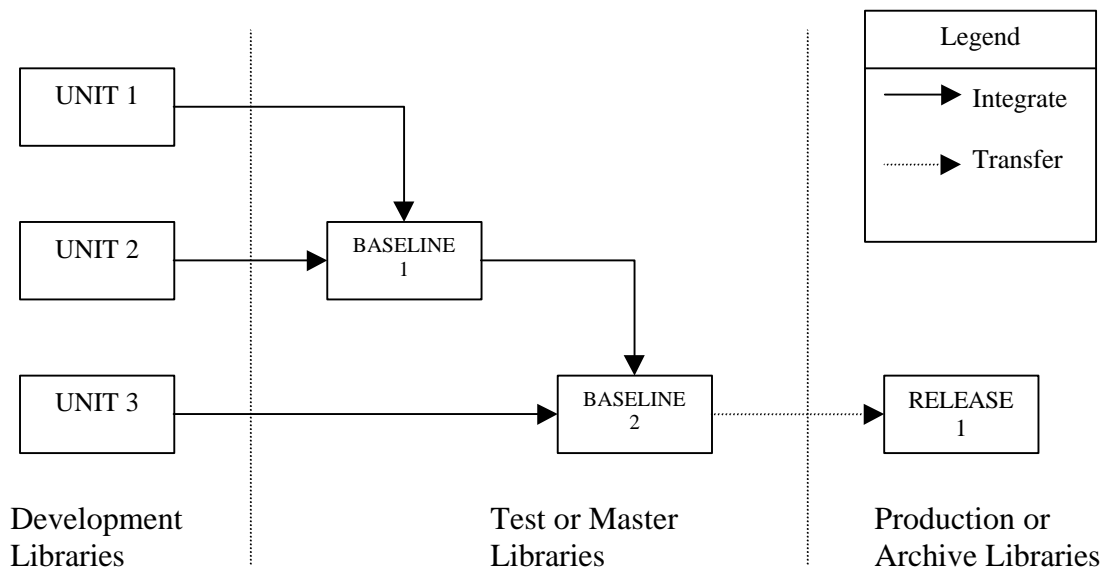 Legend
Integrate
Transfer
UNIT 1
UNIT 2
UNIT 3
BASELINE
1
BASELINE
2
RELEASE
1
Development
Libraries
Test or Master
Libraries
Production or
Archive Libraries